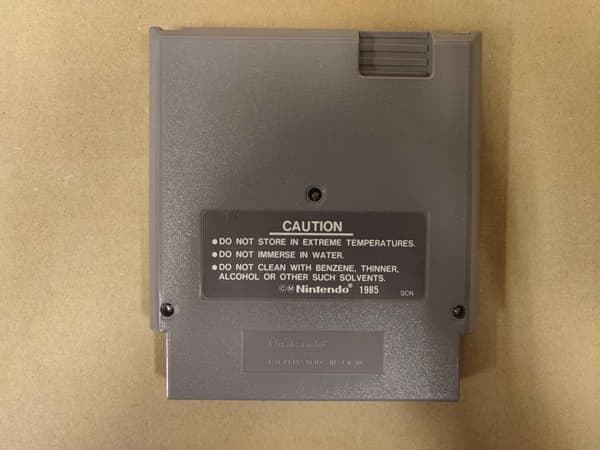 CAUTION
●DO NOT STORE IN EXTREME TEMPERATURES.
●DO NOT IMMERSE IN WATER.
●DO NOT CLEAN WITH BENZENE, THINNER,
ALCOHOL OR OTHER SUCH SOLVENTS.
©Ⓜ Nintendo® 1985 SCN
Nintendo®